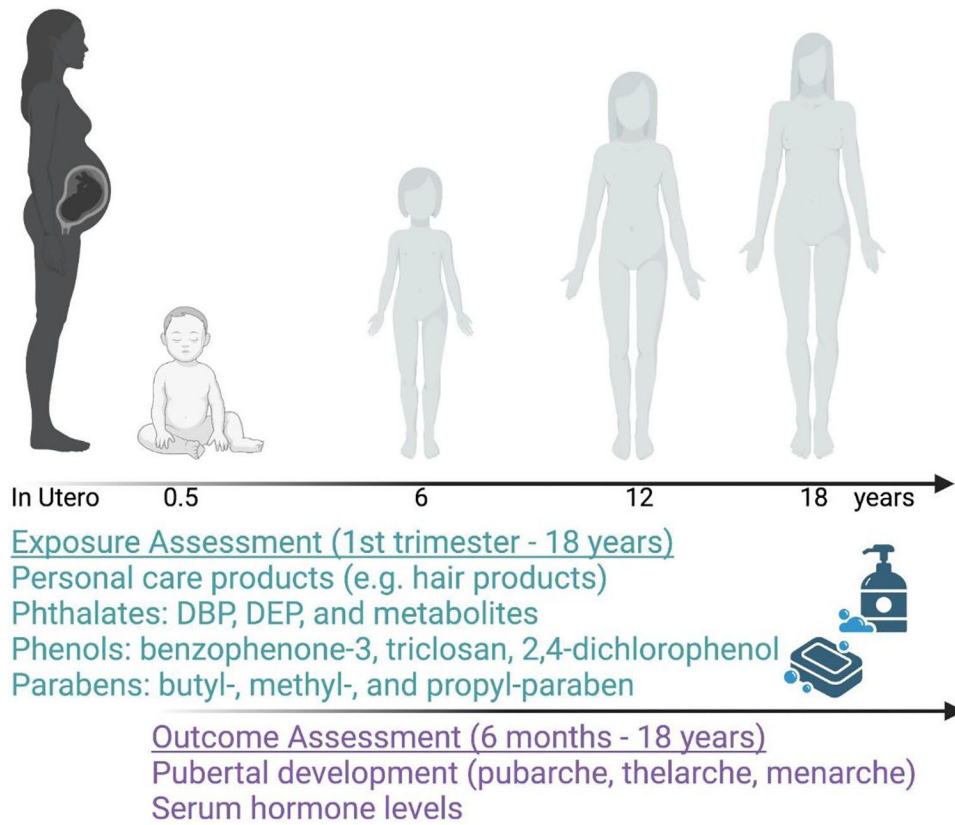 In Utero 0.5 6 12 18 years
Exposure Assessment (1st trimester - 18 years)
Personal care products (e.g. hair products)
Phthalates: DBP, DEP, and metabolites
Phenols: benzophenone-3, triclosan, 2,4-dichlorophenol
Parabens: butyl-, methyl-, and propyl-paraben
Outcome Assessment (6 months - 18 years)
Pubertal development (pubarche, thelarche, menarche)
Serum hormone levels